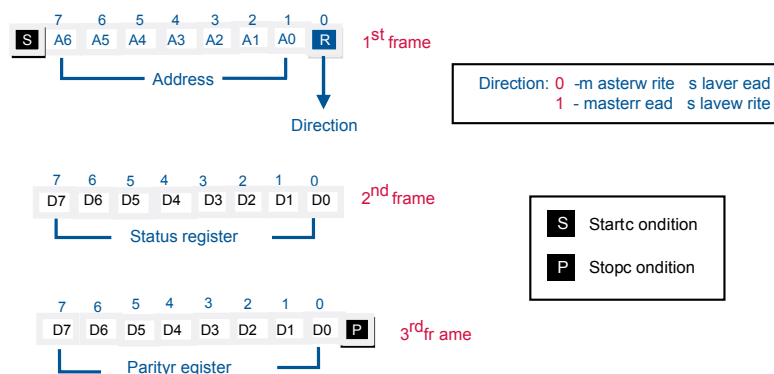 7 6 5 4 3 2 1 0
S A6 A5 A4 A3 A2 A1 A0 R 1st frame
Address
Direction
Direction: 0 -m asterw rite s laver ead
1 - masterr ead s lavew rite
7 6 5 4 3 2 1 0
D7 D6 D5 D4 D3 D2 D1 D0 2nd frame
Status register
S Startc ondition
P Stopc ondition
7 6 5 4 3 2 1 0
D7 D6 D5 D4 D3 D2 D1 D0 P 3rd fr ame
Parityr egister